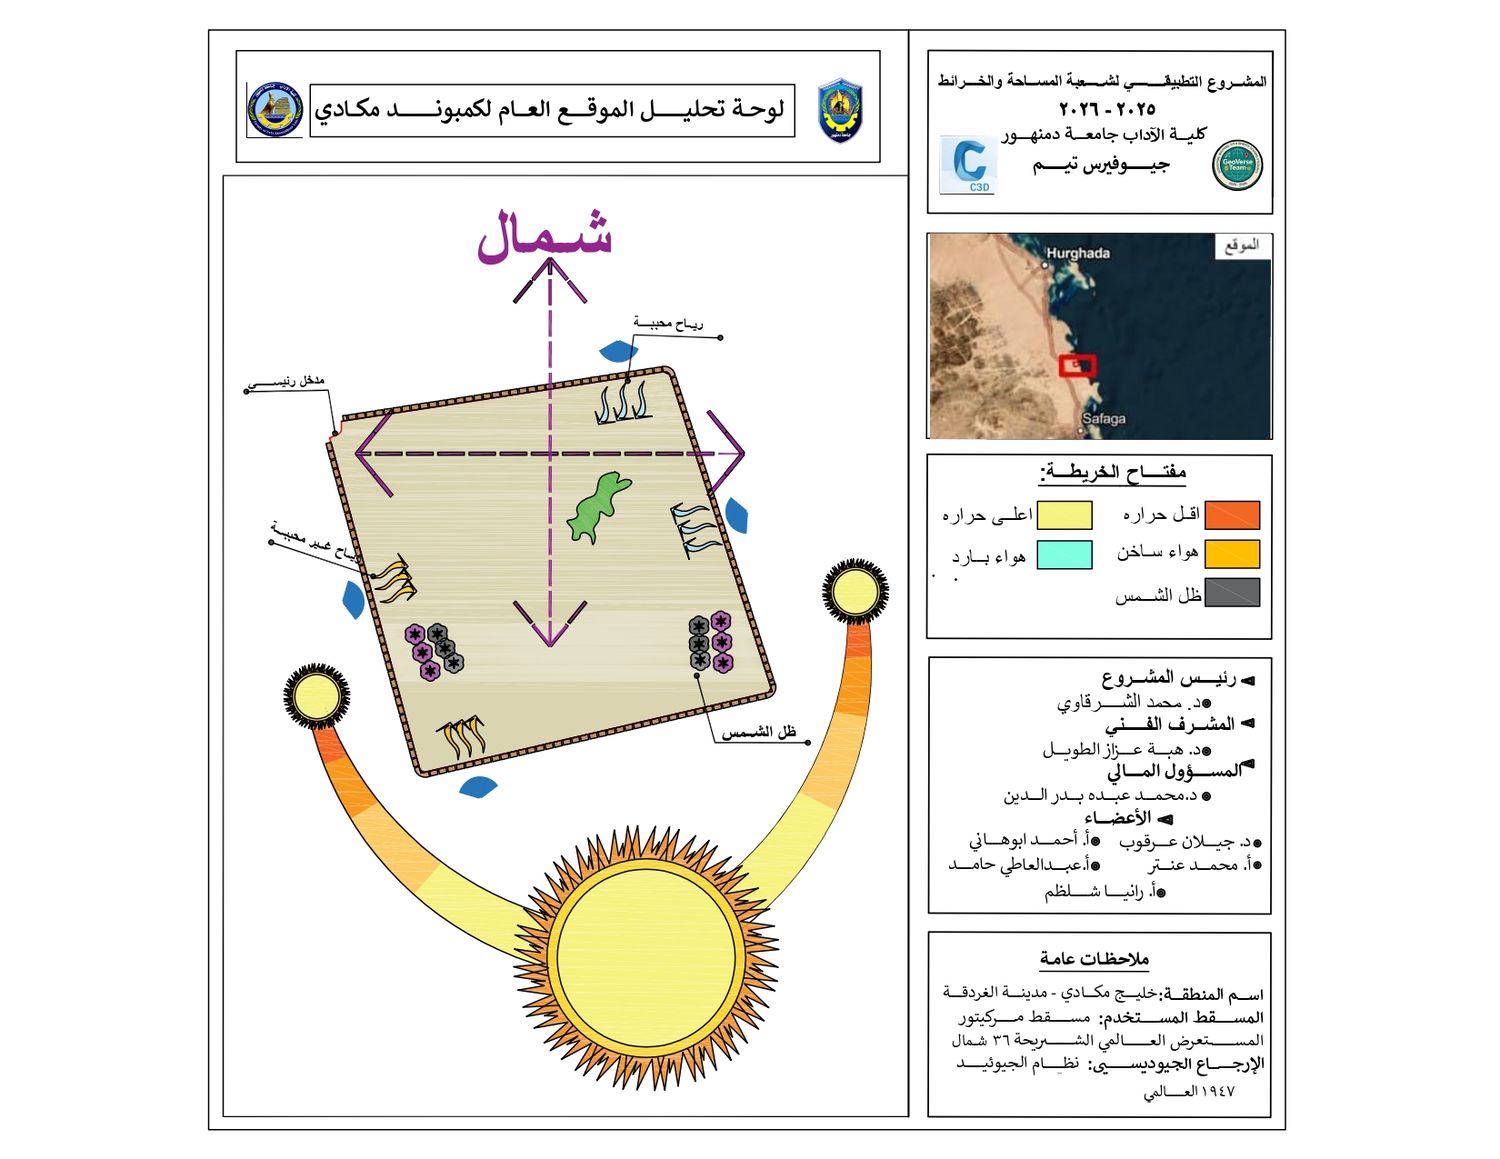 لوحة تحليل الموقع العام لكمبوند مكادي
المشروع التطبيقي لشعبة المساحة والخرائط
٢٠٢٥ - ٢٠٢٦
كلية الآداب جامعة دمنهور
جيوفيرس تيم
C3D
GeoVerse
Team
الموقع
Hurghada
Safaga
شمال
رياح محببة
مدخل رئيسي
رياح غير محببة
ظل الشمس
مفتاح الخريطة:
اقل حراره
اعلى حراره
هواء ساخن
هواء بارد
ظل الشمس
رئيس المشروع
د. محمد الشرقاوي
المشرف الفني
د. هبة عزاز الطويل
المسؤول المالي
د.محمد عبده بدر الدين
الأعضاء
د. جيلان عرقوب
أ. أحمد ابوهاني
أ. محمد عنتر
أ.عبدالعاطي حامد
أ. رانيا شلظم
ملاحظات عامة
اسم المنطقة:خليج مكادي - مدينة الغردقة
المسقط المستخدم: مسقط مركيتور
المستعرض العالمي الشريحة ٣٦ شمال
الإرجاع الجيوديسيى: نظام الجيوئيد
١٩٤٧ العالمي